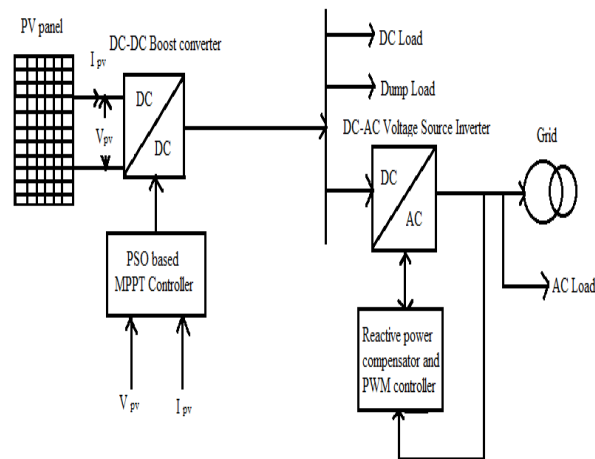 PV panel
DC-DC Boost converter
I pv
V pv
DC
DC
DC Load
Dump Load
DC-AC Voltage Source Inverter
Grid
DC
AC
AC Load
PSO based
MPPT Controller
Reactive power
compensator and
PWM controller
V pv
I pv